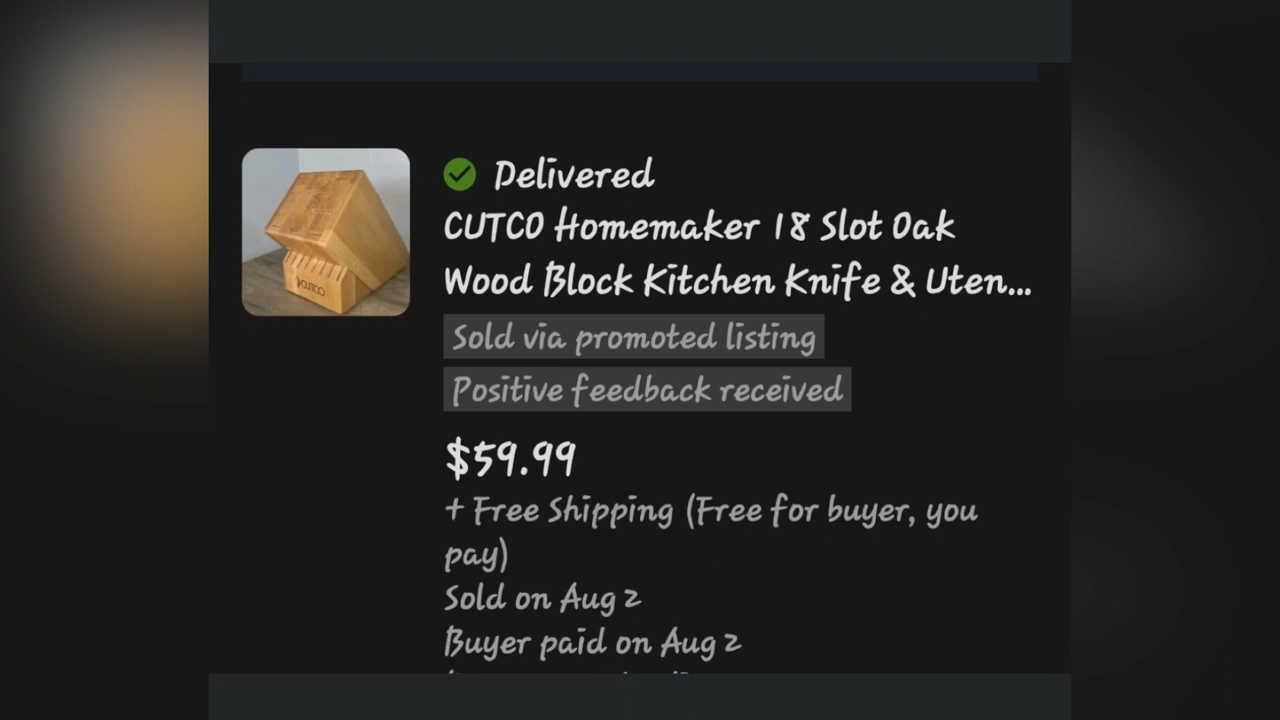 Delivered
CUTCO Homemaker 18 Slot Oak
Wood Block Kitchen Knife & Uten...
CUTCO
Sold via promoted listing
Positive feedback received
$59.99
+ Free Shipping (Free for buyer, you
pay)
Sold on Aug 2
Buyer paid on Aug 2